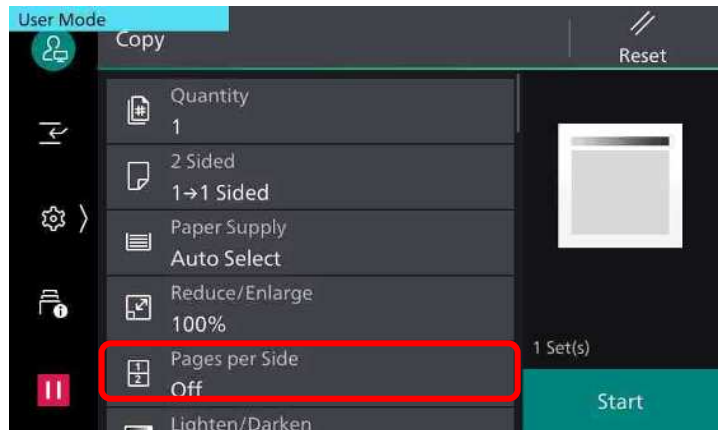 User Mode
Copy
Reset
Quantity
1
2 Sided
1→1 Sided
Paper Supply
Auto Select
Reduce/Enlarge
100%
Pages per Side
Off
Lighten/Darken
1 Set(s)
Start